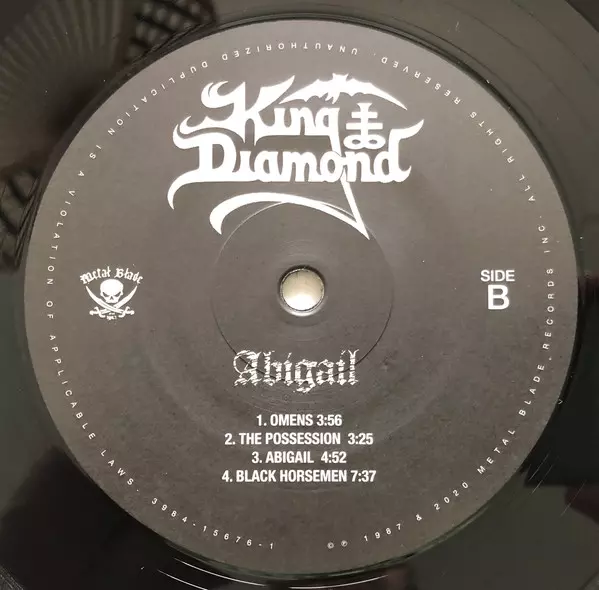 King
Diamond
Metal Blade
SIDE
B
Abigail
1. OMENS 3:56
2. THE POSSESSION 3:25
3. ABIGAIL 4:52
4. BLACK HORSEMEN 7:37
© ℗ 1987 & 2020 METAL BLADE, RECORDS INC. ALL RIGHTS RESERVED. UNAUTHORIZED DUPLICATION IS A VIOLATION OF APPLICABLE LAWS. 3984-15676-1